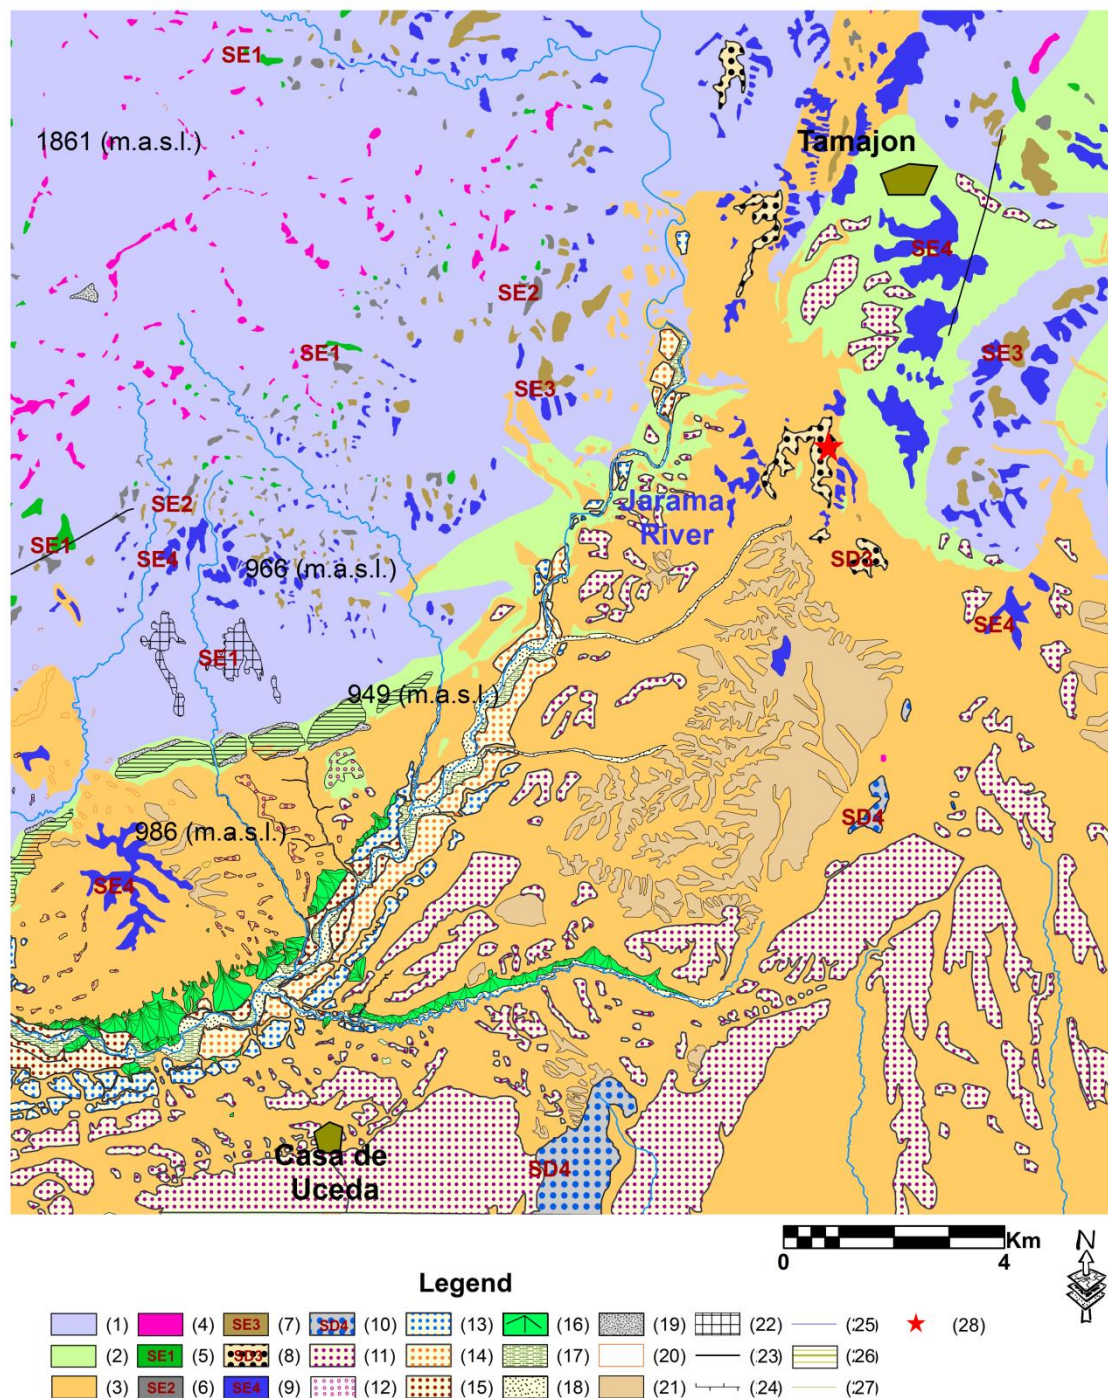 SE1
1861 (m.a.s.l.)
Tamajon
SE4
SE2
SE1
SE3
SE3
SE2
SE1
SE4
966 (m.a.s.l.)
Jarama
River
SD3
SE4
SE1
949 (m.a.s.l.)
986 (m.a.s.l.)
SD4
SE4
Casa de
Uceda
SD4
Km
0 4
N
Legend
(1) (4) SE3 (7) SD4 (10) (13) (16) (19) (22) (25) (28)
(2) SE1 (5) SD3 (8) (11) (14) (17) (20) (23) (26)
(3) SE2 (6) SE4 (9) (12) (15) (18) (21) (24) (27)